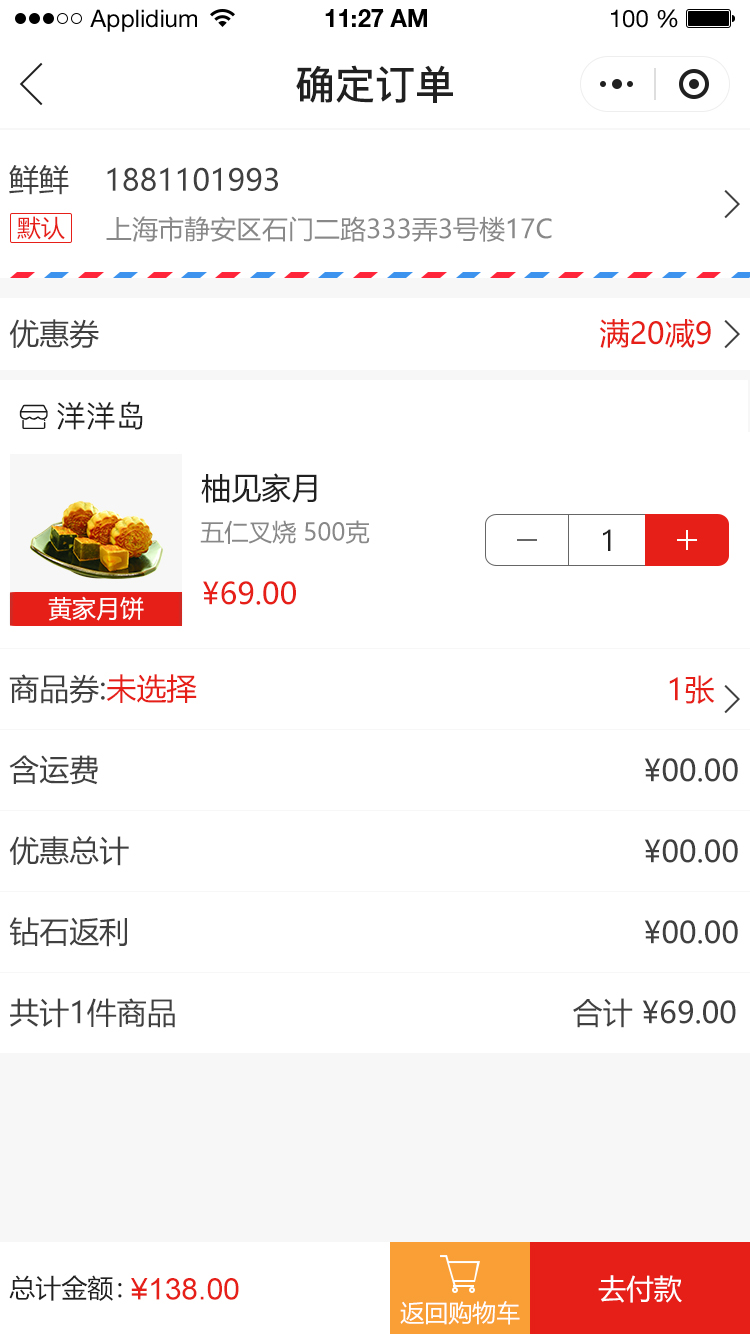 Applidium 11:27 AM 100 %
确定订单
鲜鲜 1881101993
默认 上海市静安区石门二路333弄3号楼17C
优惠券 满20减9
洋洋岛
柚见家月
五仁叉烧 500克
1
¥69.00
黄家月饼
商品券:未选择 1张
含运费 ¥00.00
优惠总计 ¥00.00
钻石返利 ¥00.00
共计1件商品 合计 ¥69.00
总计金额: ¥138.00
返回购物车
去付款